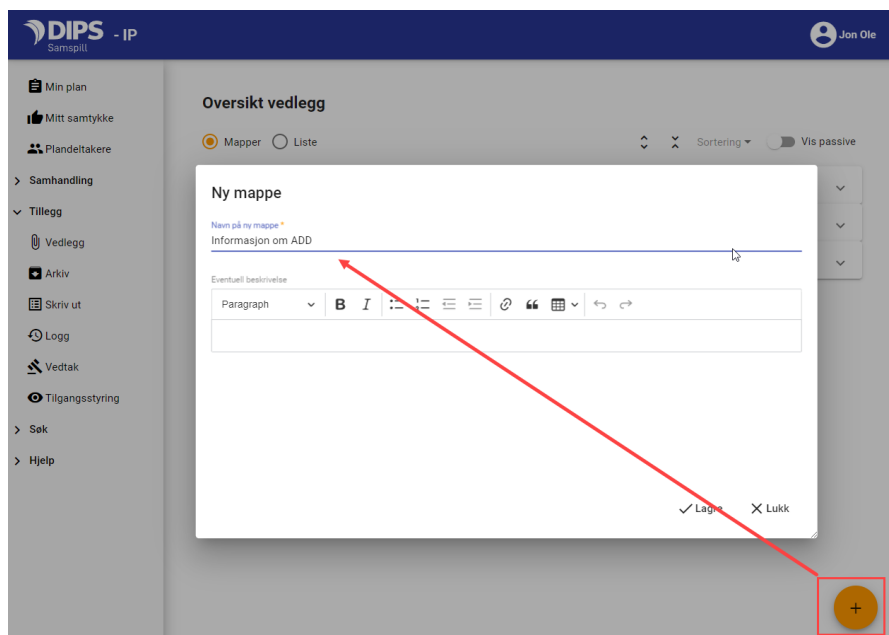 DIPS - IP
Samspill
Jon Ole
Min plan
Mitt samtykke
Plandeltakere
Samhandling
Tillegg
Vedlegg
Arkiv
Skriv ut
Logg
Vedtak
Tilgangsstyring
Søk
Hjelp
Oversikt vedlegg
Mapper Liste Sortering Vis passive
Ny mappe
Navn på ny mappe *
Informasjon om ADD
Eventuell beskrivelse
Paragraph B I
Lagre Lukk
+